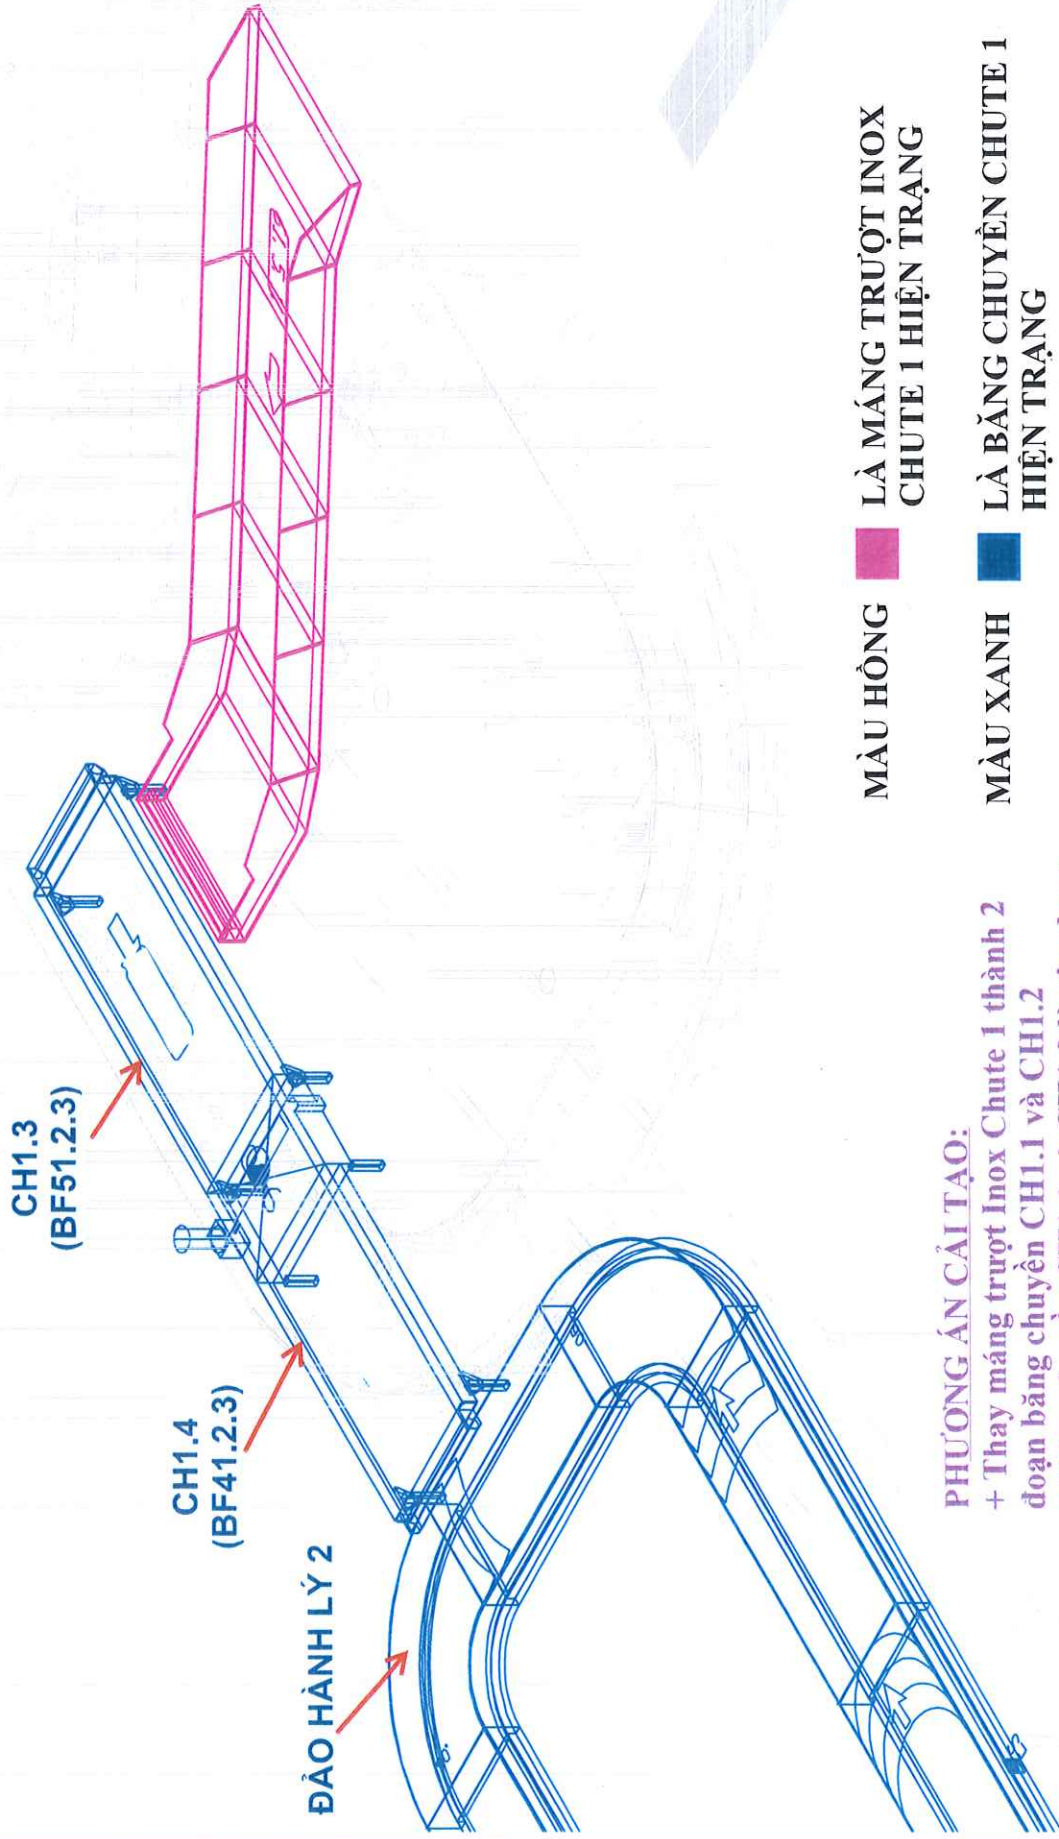 CH1.3
(BF51.2.3)
CH1.4
(BF41.2.3)
ĐẢO HÀNH LÝ 2
MÀU HỒNG LÀ MÁNG TRƯỢT INOX
CHUTE 1 HIỆN TRẠNG
MÀU XANH LÀ BĂNG CHUYỀN CHUTE 1
HIỆN TRẠNG
PHƯƠNG ÁN CẢI TẠO:
+ Thay máng trượt Inox Chute 1 thành 2
đoạn băng chuyền CH1.1 và CH1.2